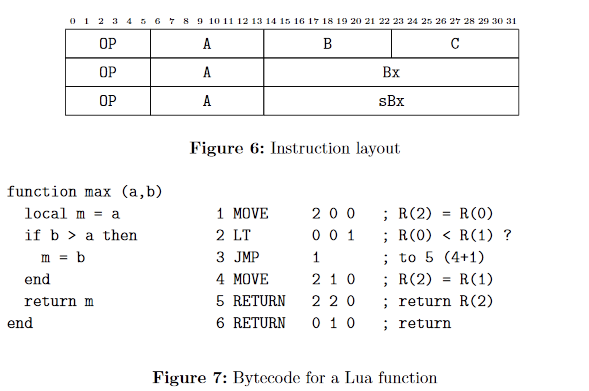 0 1 2 3 4 5 6 7 8 9 10 11 12 13 14 15 16 17 18 19 20 21 22 23 24 25 26 27 28 29 30 31
OP A B C
OP A Bx
OP A sBx
Figure 6: Instruction layout
function max (a,b)
local m = a 1 MOVE 2 0 0 ; R(2) = R(0)
if b > a then 2 LT 0 0 1 ; R(0) < R(1) ?
m = b 3 JMP 1 ; to 5 (4+1)
end 4 MOVE 2 1 0 ; R(2) = R(1)
return m 5 RETURN 2 2 0 ; return R(2)
end 6 RETURN 0 1 0 ; return
Figure 7: Bytecode for a Lua function